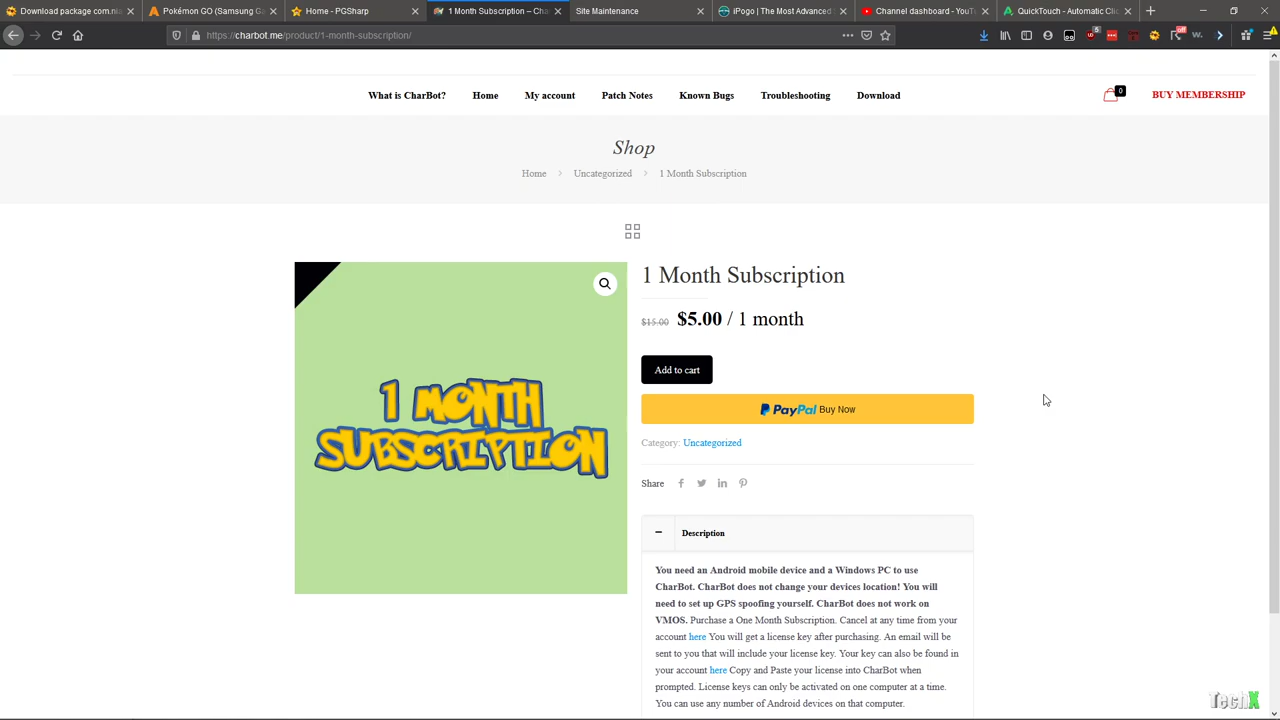 Download package com.nia
Pokémon GO (Samsung Ga
Home - PGSharp
1 Month Subscription – Cha
Site Maintenance
iPogo | The Most Advanced
Channel dashboard - YouTu
QuickTouch - Automatic Clic
https://charbot.me/product/1-month-subscription/
What is CharBot?
Home
My account
Patch Notes
Known Bugs
Troubleshooting
Download
0
BUY MEMBERSHIP
Shop
Home > Uncategorized > 1 Month Subscription
1 MONTH
SUBSCRIPTION
1 Month Subscription
$15.00 $5.00 / 1 month
Add to cart
PayPal Buy Now
Category: Uncategorized
Share
Description
You need an Android mobile device and a Windows PC to use
CharBot. CharBot does not change your devices location! You will
need to set up GPS spoofing yourself. CharBot does not work on
VMOS. Purchase a One Month Subscription. Cancel at any time from your
account here You will get a license key after purchasing. An email will be
sent to you that will include your license key. Your key can also be found in
your account here Copy and Paste your license into CharBot when
prompted. License keys can only be activated on one computer at a time.
You can use any number of Android devices on that computer.
TechX